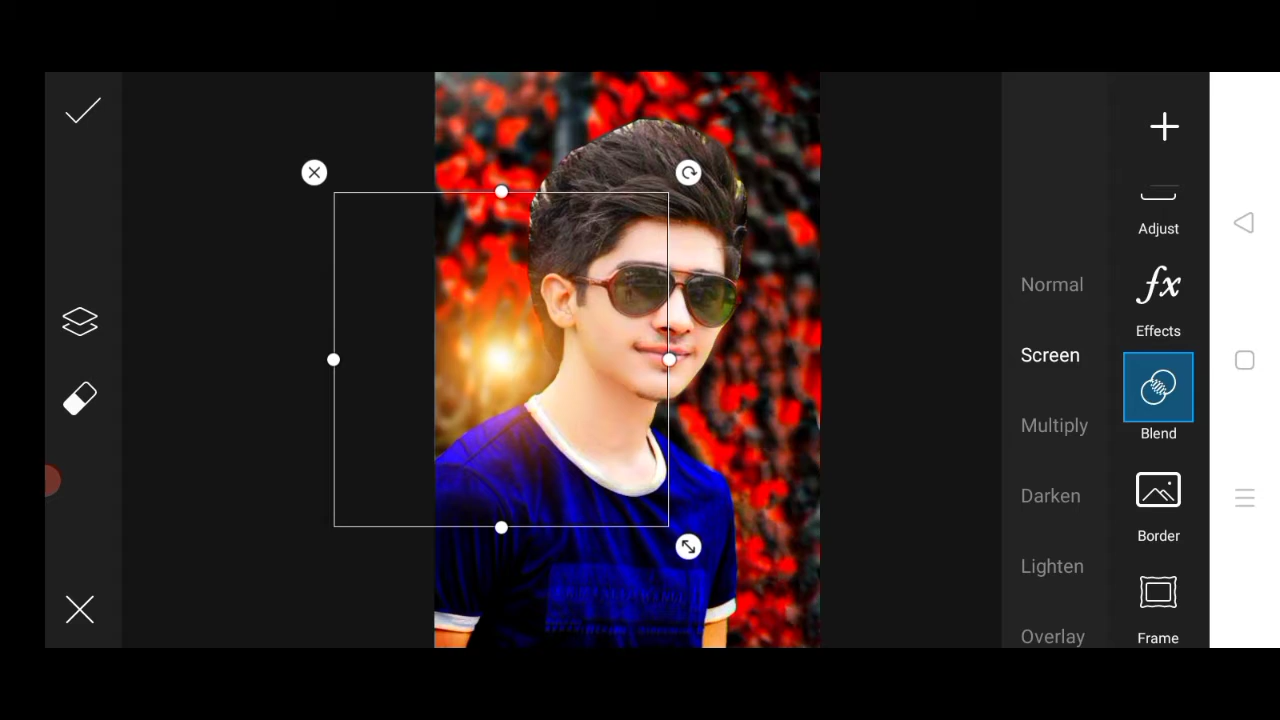 Adjust
Normal
Effects
Screen
Multiply
Blend
Darken
Border
Lighten
Overlay
Frame